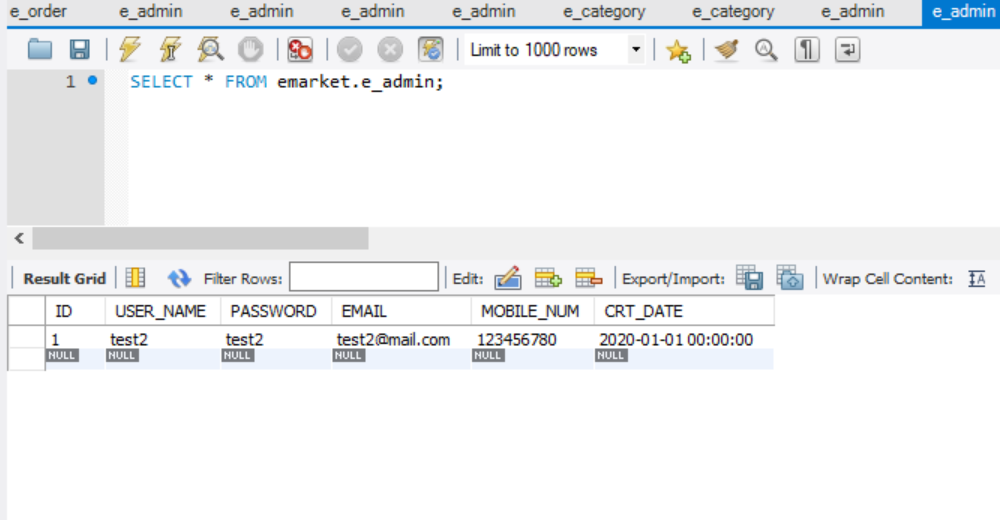 e_order e_admin e_admin e_admin e_admin e_category e_category e_admin e_admin
Limit to 1000 rows
1 SELECT * FROM emarket.e_admin;
Result Grid Filter Rows: Edit: Export/Import: Wrap Cell Content: IA
ID USER_NAME PASSWORD EMAIL MOBILE_NUM CRT_DATE
1 test2 test2 test2@mail.com 123456780 2020-01-01 00:00:00
NULL NULL NULL NULL NULL NULL